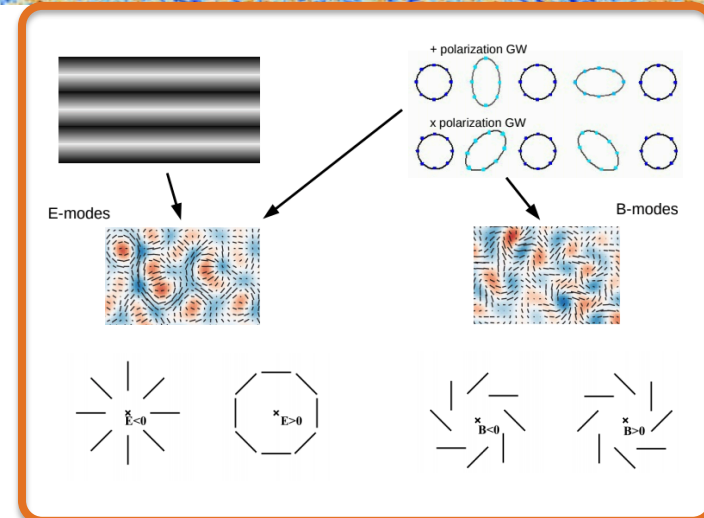 + polarization GW
x polarization GW
E-modes
B-modes
E<0
E>0
B<0
B>0